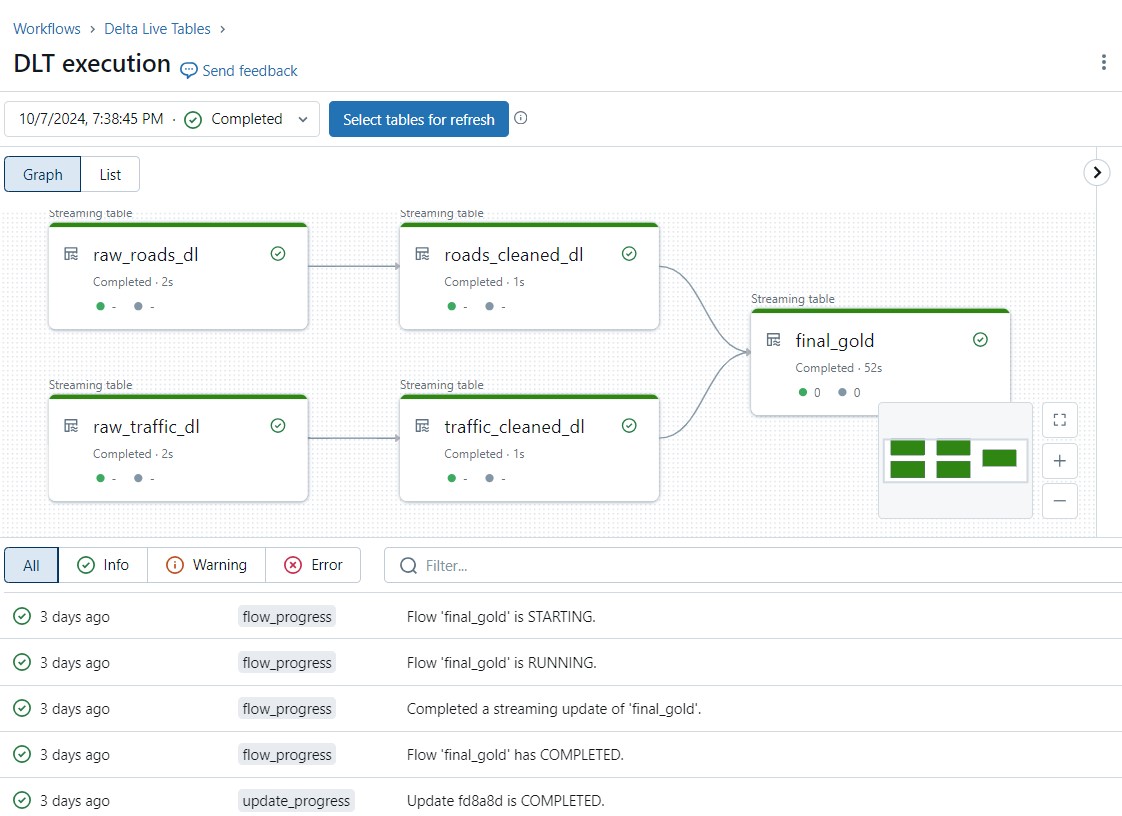 Workflows › Delta Live Tables ›
DLT execution Send feedback
10/7/2024, 7:38:45 PM · Completed Select tables for refresh
Graph List
Streaming table
raw_roads_dl
Completed · 2s
- -
Streaming table
roads_cleaned_dl
Completed · 1s
- -
Streaming table
final_gold
Completed · 52s
0 0
Streaming table
raw_traffic_dl
Completed · 2s
- -
Streaming table
traffic_cleaned_dl
Completed · 1s
- -
All Info Warning Error Filter...
3 days ago flow_progress Flow 'final_gold' is STARTING.
3 days ago flow_progress Flow 'final_gold' is RUNNING.
3 days ago flow_progress Completed a streaming update of 'final_gold'.
3 days ago flow_progress Flow 'final_gold' has COMPLETED.
3 days ago update_progress Update fd8a8d is COMPLETED.